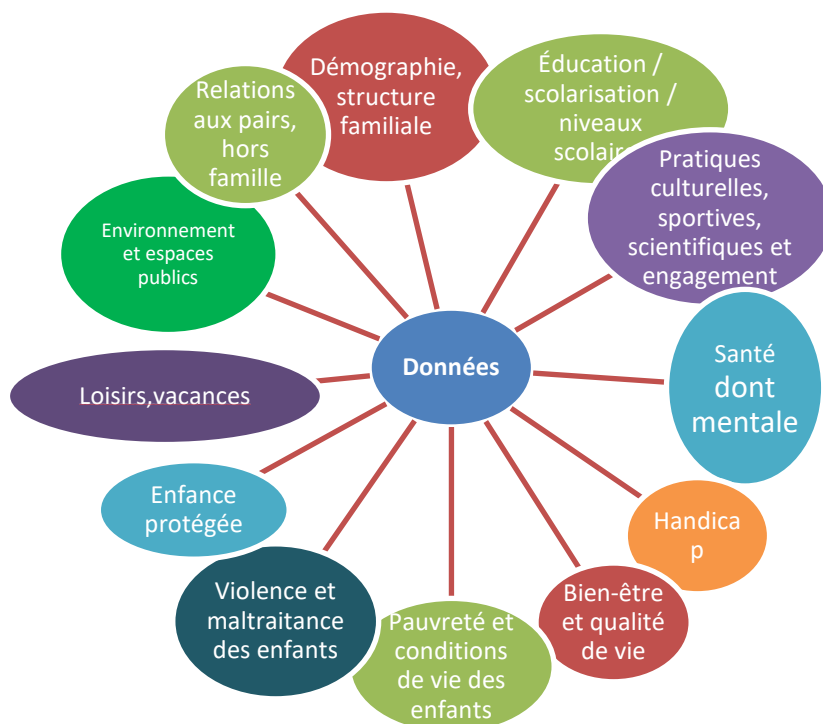 Démographie,
structure
familiale
Éducation /
scolarisation /
niveaux
scolaire
Pratiques
culturelles,
sportives,
scientifiques et
engagement
Santé
dont
mentale
Handica
p
Bien-être
et qualité
de vie
Pauvreté et
conditions
de vie des
enfants
Violence et
maltraitance
des enfants
Enfance
protégée
Loisirs,vacances
Environnement
et espaces
publics
Relations
aux pairs,
hors
famille
Données